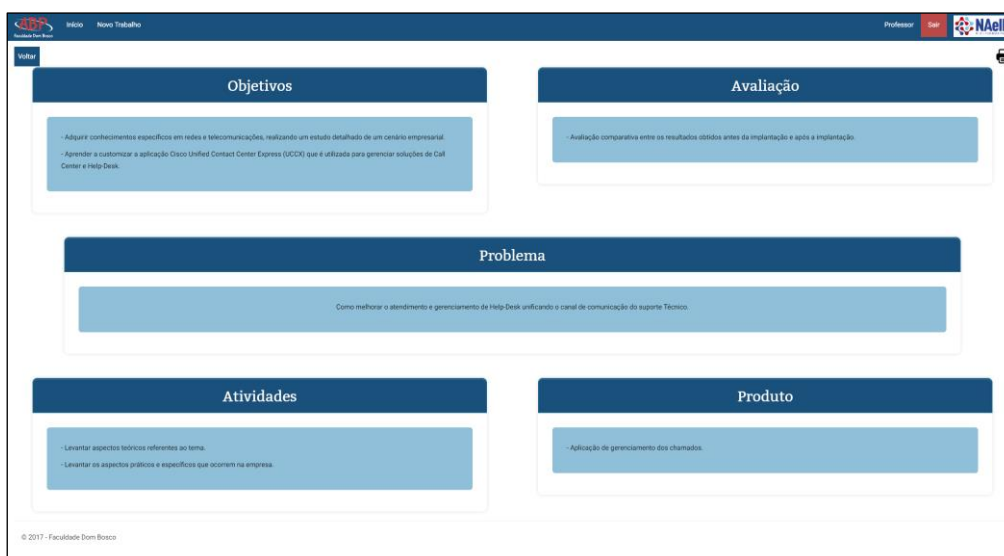 ABP
Faculdade Dom Bosco
Início Novo Trabalho
Professor Sair
Voltar
Objetivos
- Adquirir conhecimentos específicos em redes e telecomunicações, realizando um estudo detalhado de um cenário empresarial.
- Aprender a customizar a aplicação Cisco Unified Contact Center Express (UCCX) que é utilizada para gerenciar soluções de Call
Center e Help-Desk.
Avaliação
- Avaliação comparativa entre os resultados obtidos antes da implantação e após a implantação.
Problema
Como melhorar o atendimento e gerenciamento de Help-Desk unificando o canal de comunicação do suporte Técnico.
Atividades
- Levantar aspectos teóricos referentes ao tema.
- Levantar os aspectos práticos e específicos que ocorrem na empresa.
Produto
- Aplicação de gerenciamento dos chamados.
© 2017 - Faculdade Dom Bosco